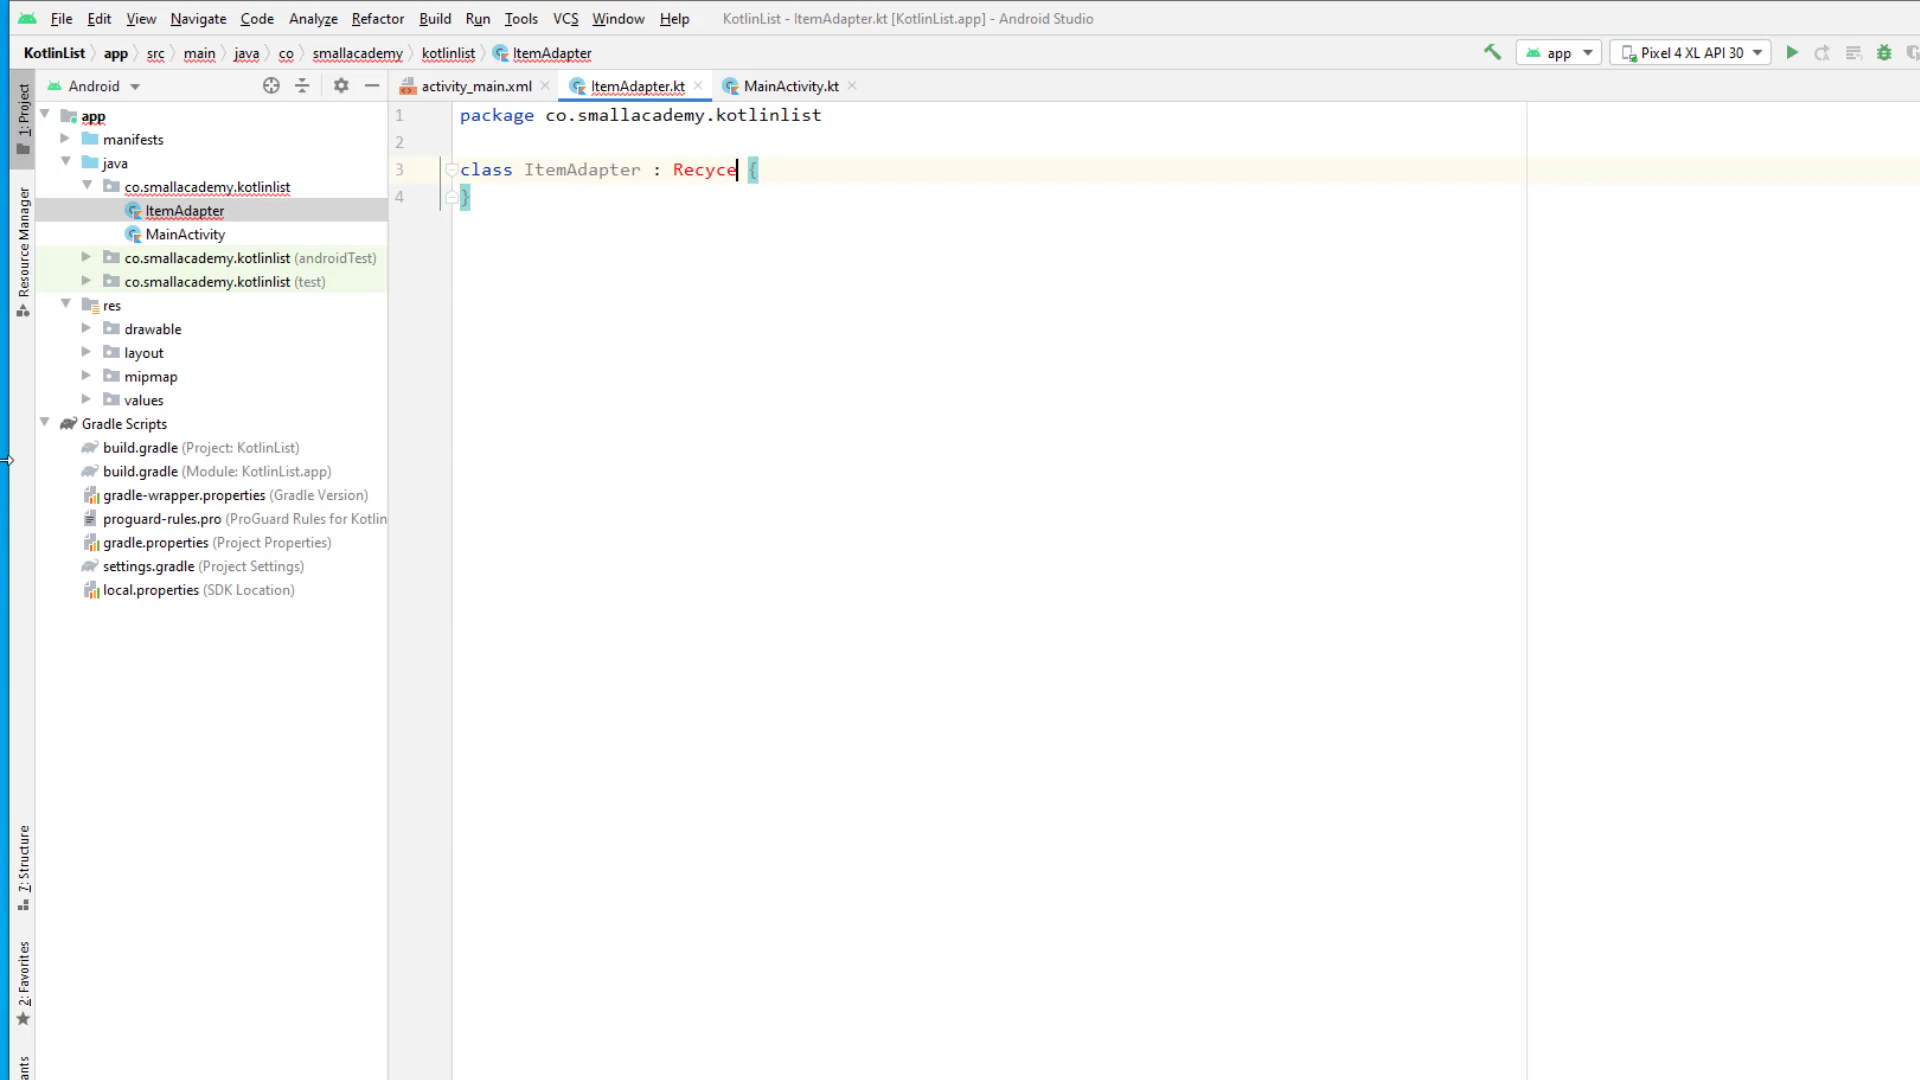 File Edit View Navigate Code Analyze Refactor Build Run Tools VCS Window Help KotlinList - ItemAdapter.kt [KotlinList.app] - Android Studio
KotlinList app src main java co smallacademy kotlinlist ItemAdapter app Pixel 4 XL API 30
Android activity_main.xml ItemAdapter.kt MainActivity.kt
1: Project
Resource Manager
7: Structure
2: Favorites
app
manifests
java
co.smallacademy.kotlinlist
ItemAdapter
MainActivity
co.smallacademy.kotlinlist (androidTest)
co.smallacademy.kotlinlist (test)
res
drawable
layout
mipmap
values
Gradle Scripts
build.gradle (Project: KotlinList)
build.gradle (Module: KotlinList.app)
gradle-wrapper.properties (Gradle Version)
proguard-rules.pro (ProGuard Rules for Kotlin
gradle.properties (Project Properties)
settings.gradle (Project Settings)
local.properties (SDK Location)
1 package co.smallacademy.kotlinlist
2
3 class ItemAdapter : Recyce {
4 }